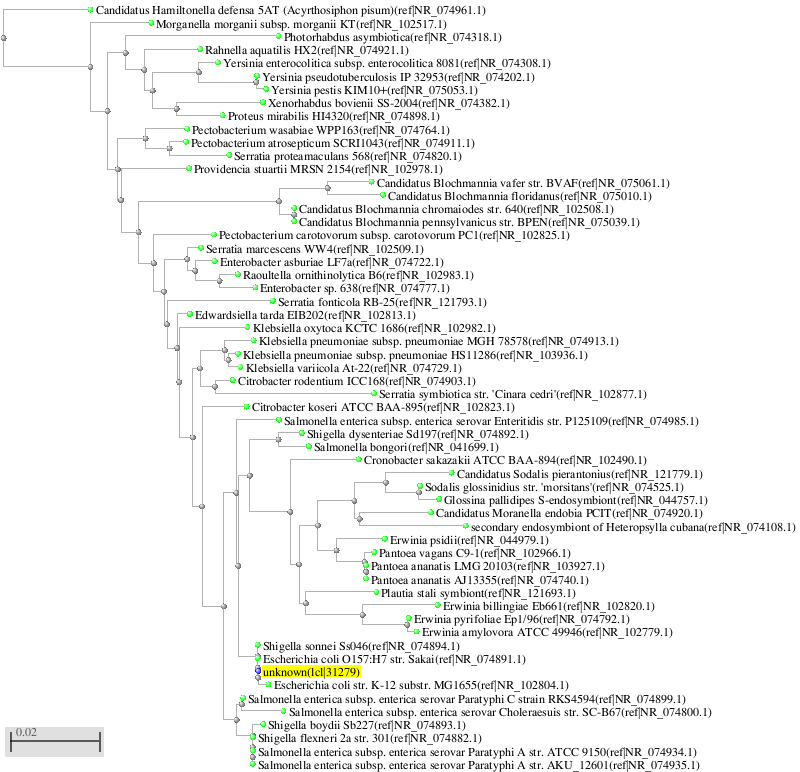 Candidatus Hamiltonella defensa 5AT (Acyrthosiphon pisum)(ref|NR_074961.1)
Morganella morganii subsp. morganii KT(ref|NR_102517.1)
Photorhabdus asymbiotica(ref|NR_074318.1)
Rahnella aquatilis HX2(ref|NR_074921.1)
Yersinia enterocolitica subsp. enterocolitica 8081(ref|NR_074308.1)
Yersinia pseudotuberculosis IP 32953(ref|NR_074202.1)
Yersinia pestis KIM10+(ref|NR_075053.1)
Xenorhabdus bovienii SS-2004(ref|NR_074382.1)
Proteus mirabilis HI4320(ref|NR_074898.1)
Pectobacterium wasabiae WPP163(ref|NR_074764.1)
Pectobacterium atrosepticum SCRI1043(ref|NR_074911.1)
Serratia proteamaculans 568(ref|NR_074820.1)
Providencia stuartii MRSN 2154(ref|NR_102978.1)
Candidatus Blochmannia vafer str. BVAF(ref|NR_075061.1)
Candidatus Blochmannia floridanus(ref|NR_075010.1)
Candidatus Blochmannia chromaiodes str. 640(ref|NR_102508.1)
Candidatus Blochmannia pennsylvanicus str. BPEN(ref|NR_075039.1)
Pectobacterium carotovorum subsp. carotovorum PC1(ref|NR_102825.1)
Serratia marcescens WW4(ref|NR_102509.1)
Enterobacter asburiae LF7a(ref|NR_074722.1)
Raoultella ornithinolytica B6(ref|NR_102983.1)
Enterobacter sp. 638(ref|NR_074777.1)
Serratia fonticola RB-25(ref|NR_121793.1)
Edwardsiella tarda EIB202(ref|NR_102813.1)
Klebsiella oxytoca KCTC 1686(ref|NR_102982.1)
Klebsiella pneumoniae subsp. pneumoniae MGH 78578(ref|NR_074913.1)
Klebsiella pneumoniae subsp. pneumoniae HS11286(ref|NR_103936.1)
Klebsiella variicola At-22(ref|NR_074729.1)
Citrobacter rodentium ICC168(ref|NR_074903.1)
Serratia symbiotica str. 'Cinara cedri'(ref|NR_102877.1)
Citrobacter koseri ATCC BAA-895(ref|NR_102823.1)
Salmonella enterica subsp. enterica serovar Enteritidis str. P125109(ref|NR_074985.1)
Shigella dysenteriae Sd197(ref|NR_074892.1)
Salmonella bongori(ref|NR_041699.1)
Cronobacter sakazakii ATCC BAA-894(ref|NR_102490.1)
Candidatus Sodalis pierantonius(ref|NR_121779.1)
Sodalis glossinidius str. 'morsitans'(ref|NR_074525.1)
Glossina pallidipes S-endosymbiont(ref|NR_044757.1)
Candidatus Moranella endobia PCIT(ref|NR_074920.1)
secondary endosymbiont of Heteropsylla cubana(ref|NR_074108.1)
Erwinia psidii(ref|NR_044979.1)
Pantoea vagans C9-1(ref|NR_102966.1)
Pantoea ananatis LMG 20103(ref|NR_103927.1)
Pantoea ananatis AJ13355(ref|NR_074740.1)
Plautia stali symbiont(ref|NR_121693.1)
Erwinia billingiae Eb661(ref|NR_102820.1)
Erwinia pyrifoliae Ep1/96(ref|NR_074792.1)
Erwinia amylovora ATCC 49946(ref|NR_102779.1)
Shigella sonnei Ss046(ref|NR_074894.1)
Escherichia coli O157:H7 str. Sakai(ref|NR_074891.1)
unknown(lcl|31279)
Escherichia coli str. K-12 substr. MG1655(ref|NR_102804.1)
Salmonella enterica subsp. enterica serovar Paratyphi C strain RKS4594(ref|NR_074899.1)
Salmonella enterica subsp. enterica serovar Choleraesuis str. SC-B67(ref|NR_074800.1)
Shigella boydii Sb227(ref|NR_074893.1)
Shigella flexneri 2a str. 301(ref|NR_074882.1)
Salmonella enterica subsp. enterica serovar Paratyphi A str. ATCC 9150(ref|NR_074934.1)
Salmonella enterica subsp. enterica serovar Paratyphi A str. AKU_12601(ref|NR_074935.1)
0.02